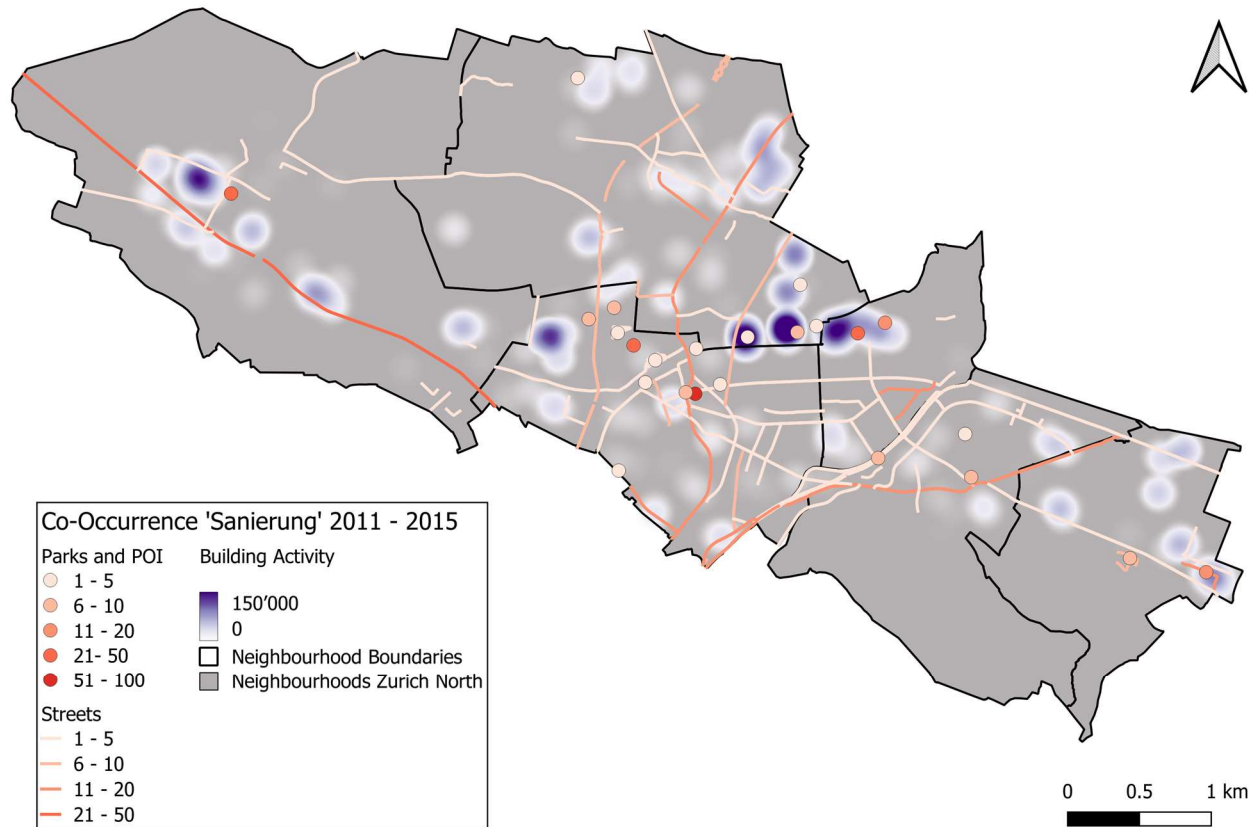 Co-Occurrence 'Sanierung' 2011 - 2015
Parks and POI
1 - 5
6 - 10
11 - 20
21- 50
51 - 100
Building Activity
150'000
0
Neighbourhood Boundaries
Neighbourhoods Zurich North
Streets
1 - 5
6 - 10
11 - 20
21 - 50
0 0.5 1 km